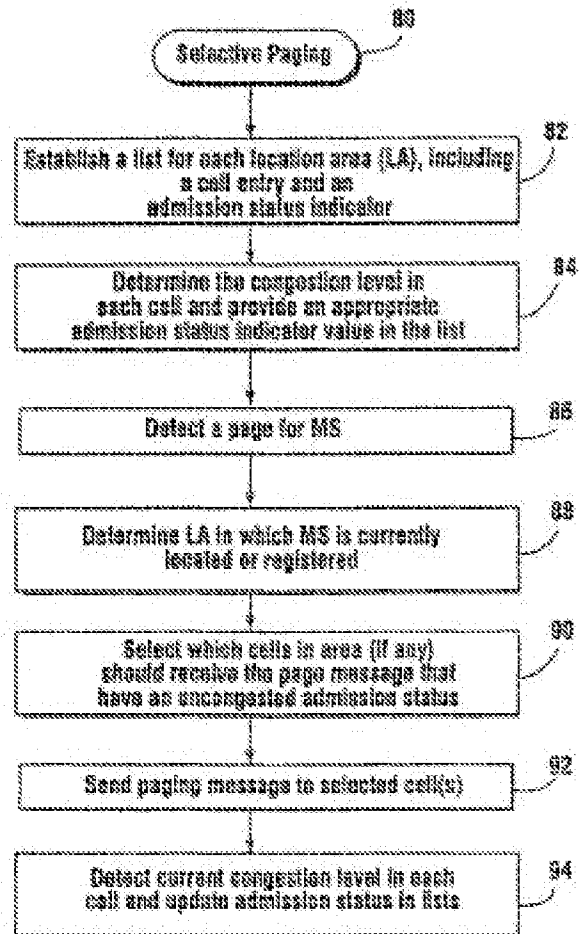 80
Selective Paging
82
Establish a list for each location area (LA), including
a cell entry and an
admission status indicator
84
Determine the congestion level in
each cell and provide an appropriate
admission status indicator value in the list
86
Detect a page for MS
88
Determine LA in which MS is currently
located or registered
90
Select which cells in area (if any)
should receive the page message that
have an uncongested admission status
92
Send paging message to selected cell(s)
94
Detect current congestion level in each
cell and update admission status in lists